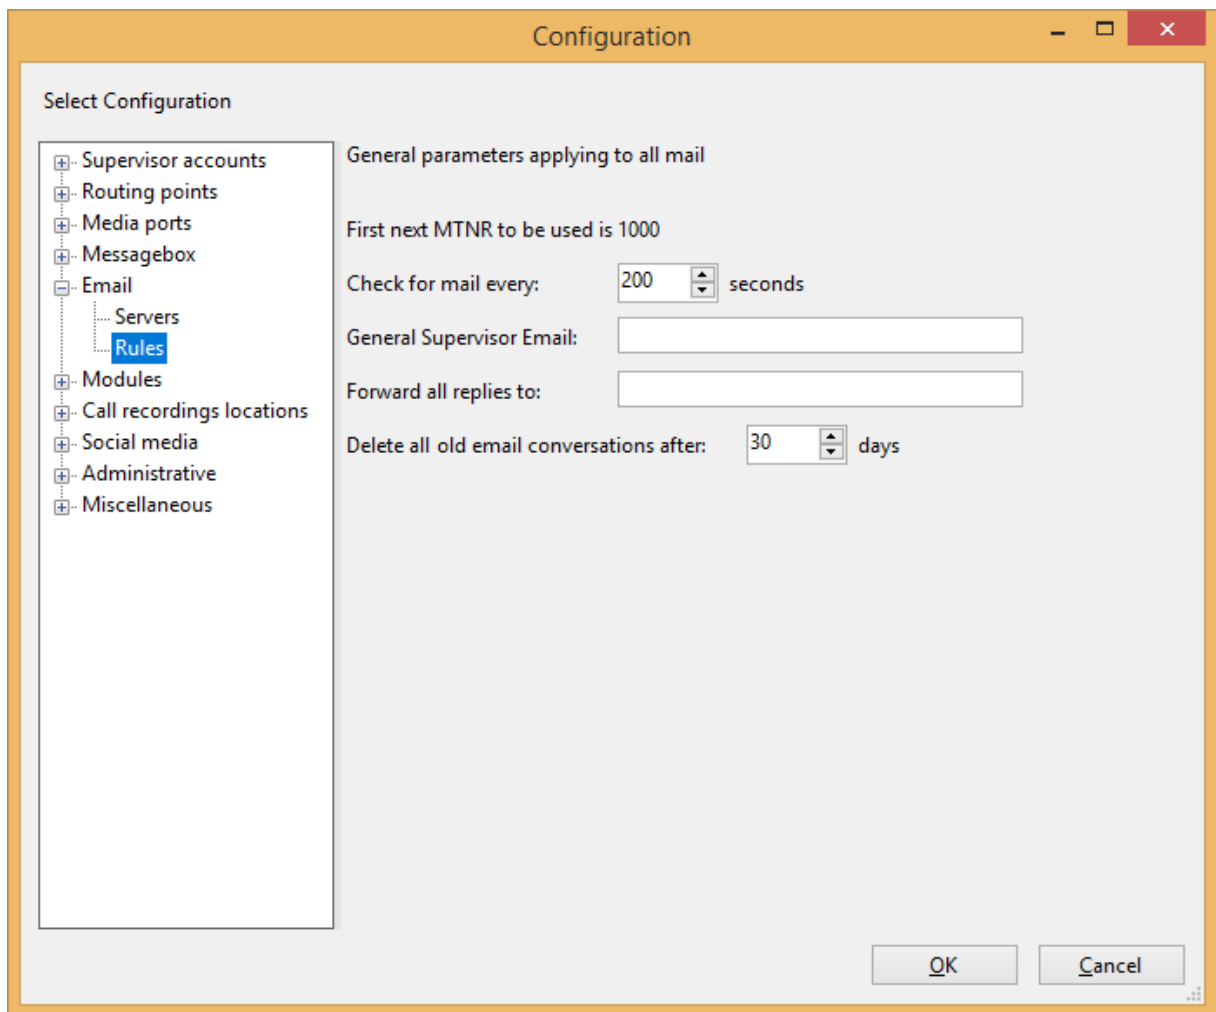 Configuration
Select Configuration
Supervisor accounts
Routing points
Media ports
Messagebox
Email
Servers
Rules
Modules
Call recordings locations
Social media
Administrative
Miscellaneous
General parameters applying to all mail
First next MTNR to be used is 1000
Check for mail every: 200 seconds
General Supervisor Email:
Forward all replies to:
Delete all old email conversations after: 30 days
OK Cancel